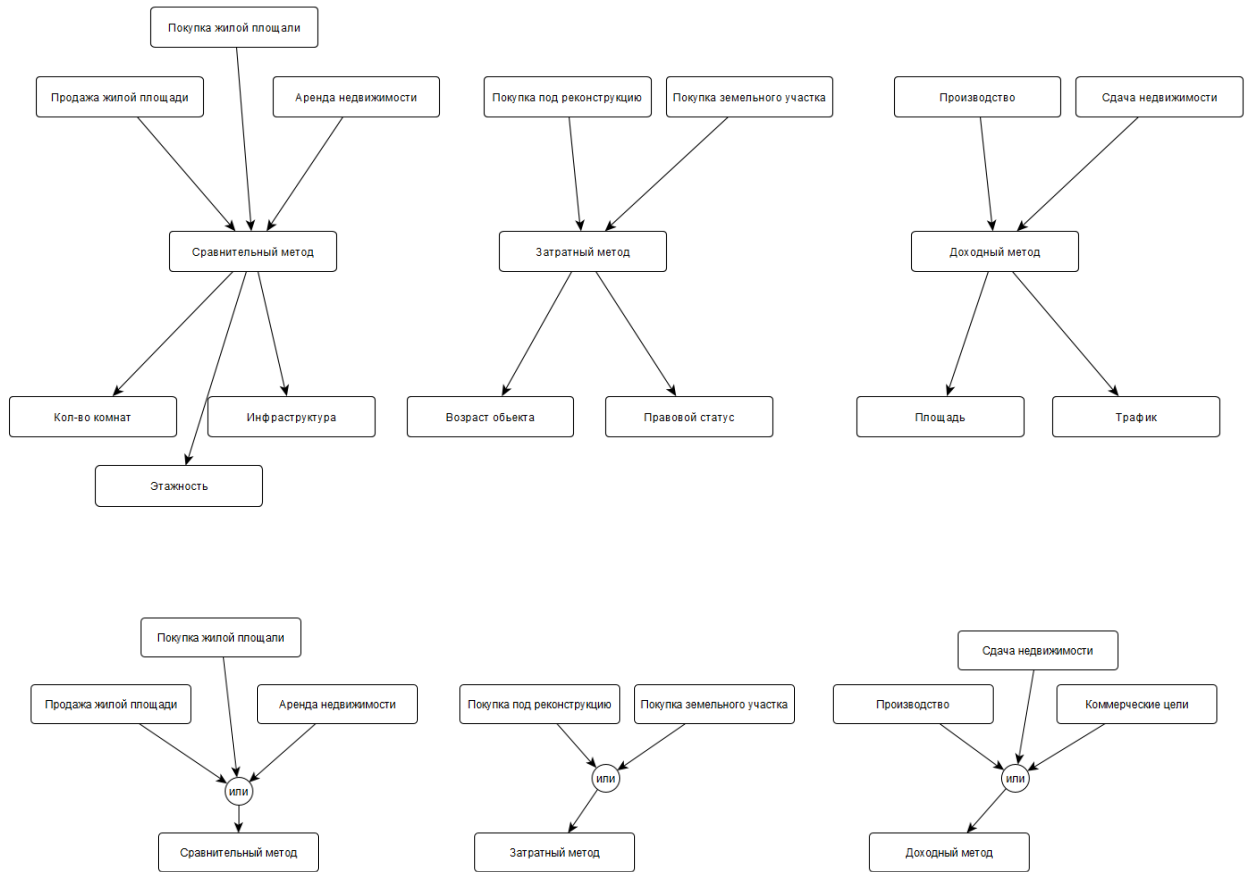 Покупка жилой площали
Продажа жилой площади
Аренда недвижимости
Покупка под реконструкцию
Покупка земельного участка
Производство
Сдача недвижимости
Сравнительный метод
Затратный метод
Доходный метод
Кол-во комнат
Инфраструктура
Возраст обьекта
Правовой статус
Площадь
Трафик
Этажность
Покупка жилой площали
Сдача недвижимости
Продажа жилой площади
Аренда недвижимости
Покупка под реконструкцию
Покупка земельного участка
Производство
Коммерческие цели
или
или
или
Сравнительный метод
Затратный метод
Доходный метод